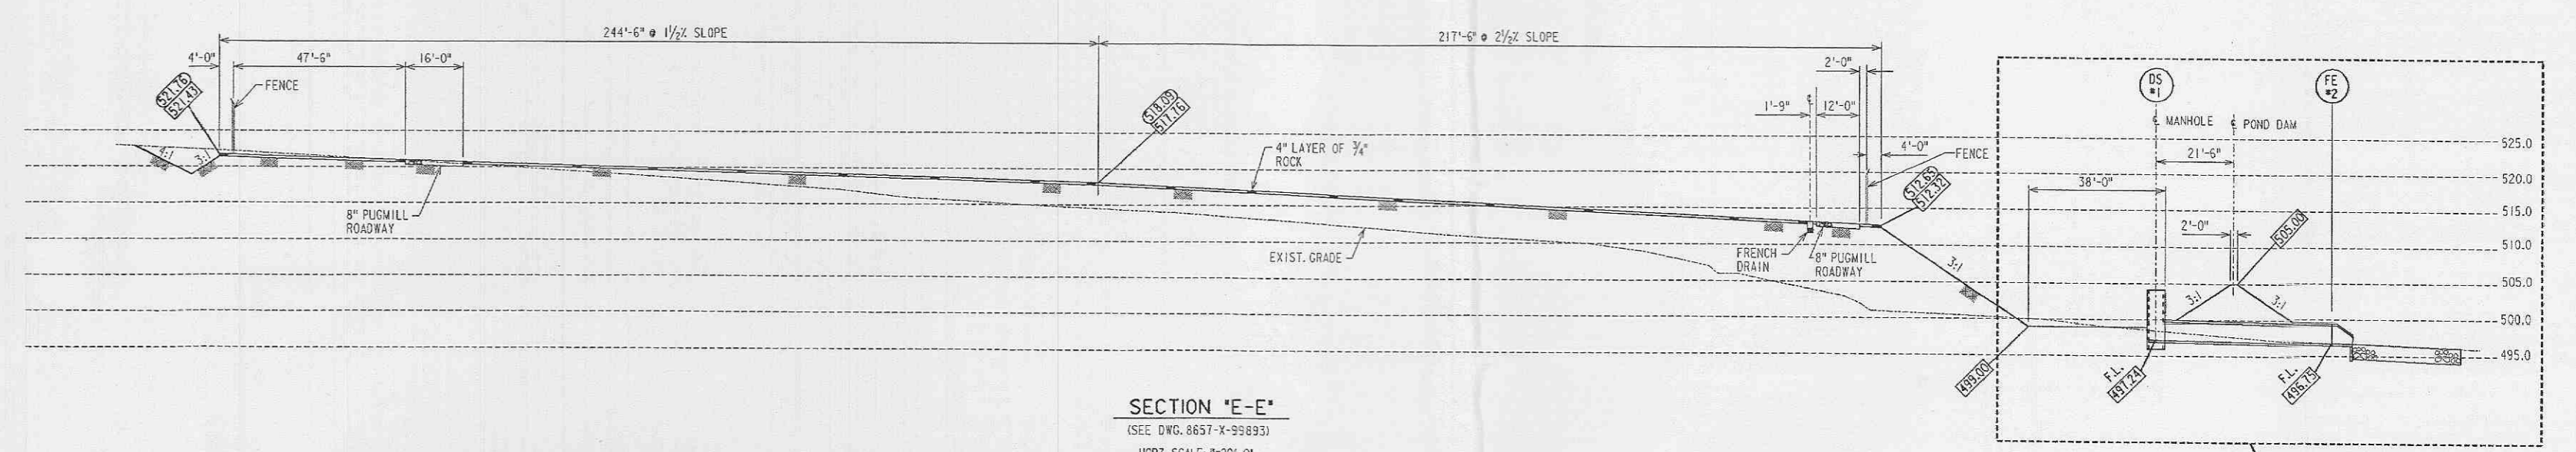 244'-6" @ 1½% SLOPE
217'-6" @ 2½% SLOPE
4'-0"
47'-6"
16'-0"
2'-0"
521.76
521.43
FENCE
518.09
517.76
1'-9"
℄
12'-0"
DS
#1
FE
#2
℄ MANHOLE
℄ POND DAM
525.0
4:1
3:1
4" LAYER OF ¾"
ROCK
4'-0"
FENCE
21'-6"
520.0
512.65
512.32
38'-0"
8" PUGMILL
ROADWAY
515.0
2'-0"
505.00
510.0
EXIST. GRADE
FRENCH
DRAIN
8" PUGMILL
ROADWAY
3:1
505.0
3:1
3:1
500.0
495.0
499.00
F.L.
497.24
F.L.
496.75
SECTION "E-E"
(SEE DWG. 8657-X-99893)